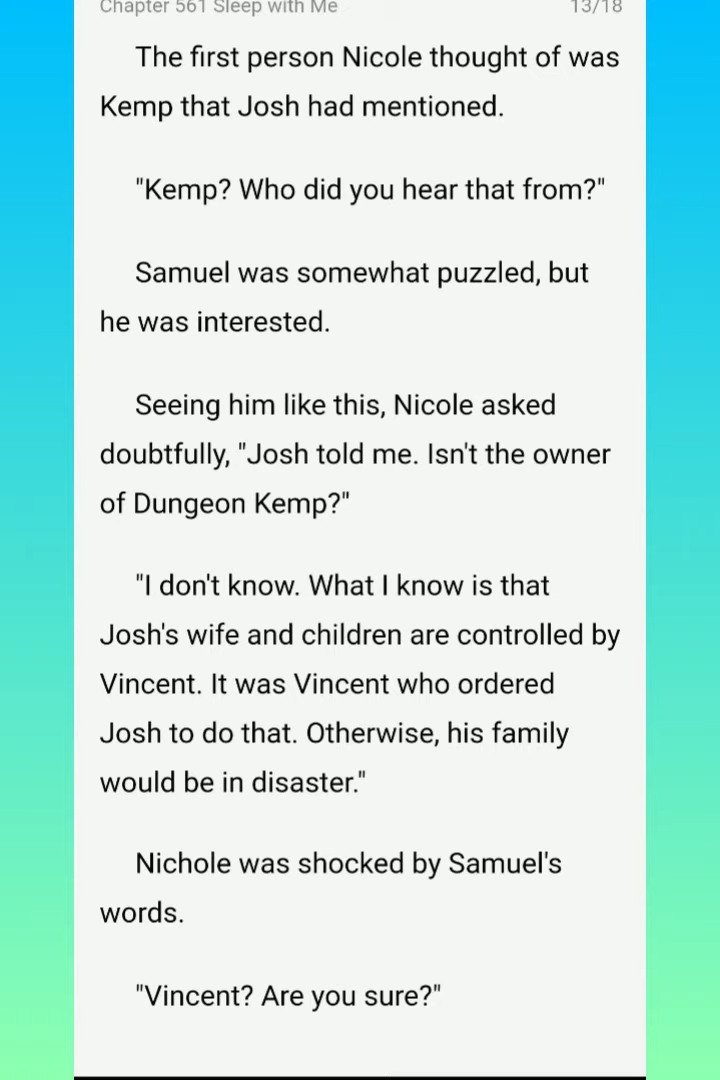 Chapter 561 Sleep with Me 13/18
The first person Nicole thought of was
Kemp that Josh had mentioned.
"Kemp? Who did you hear that from?"
Samuel was somewhat puzzled, but
he was interested.
Seeing him like this, Nicole asked
doubtfully, "Josh told me. Isn't the owner
of Dungeon Kemp?"
"I don't know. What I know is that
Josh's wife and children are controlled by
Vincent. It was Vincent who ordered
Josh to do that. Otherwise, his family
would be in disaster."
Nichole was shocked by Samuel's
words.
"Vincent? Are you sure?"